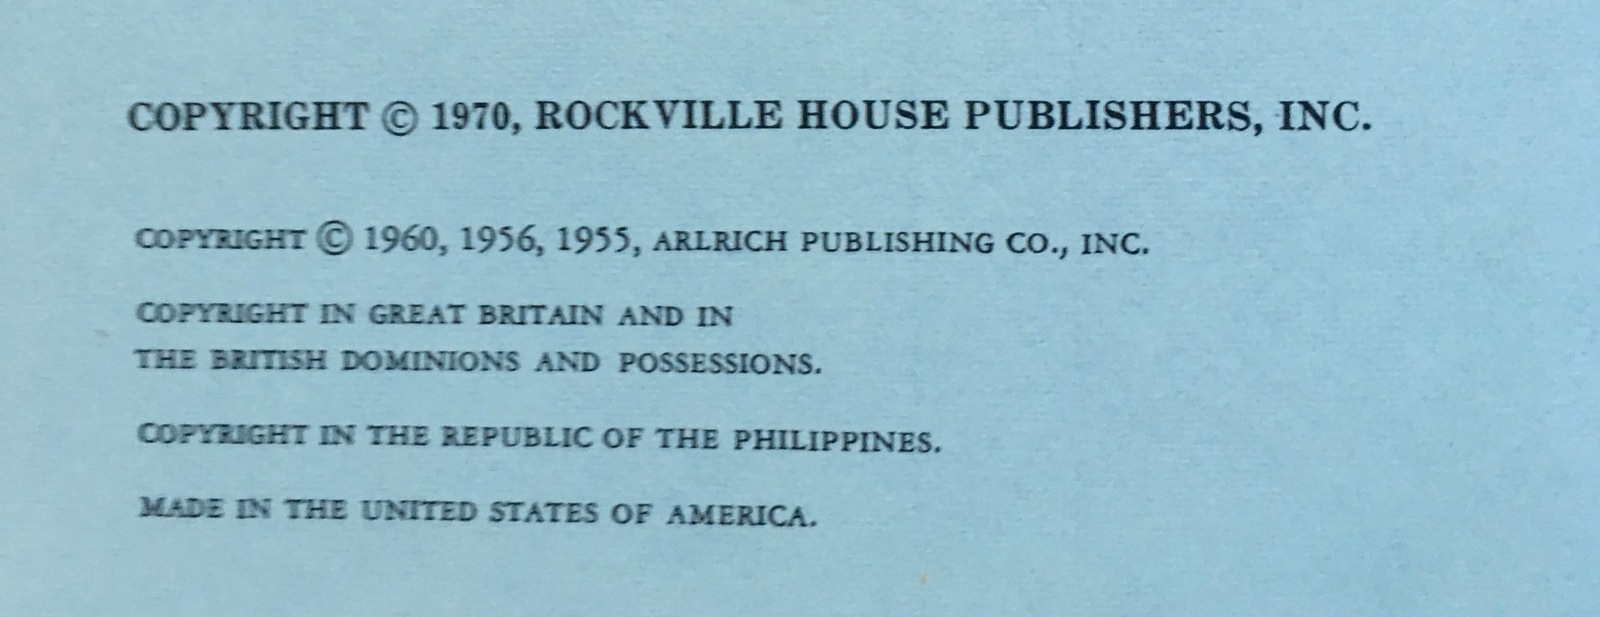 COPYRIGHT © 1970, ROCKVILLE HOUSE PUBLISHERS, INC.
COPYRIGHT © 1960, 1956, 1955, ARLRICH PUBLISHING CO., INC.
COPYRIGHT IN GREAT BRITAIN AND IN
THE BRITISH DOMINIONS AND POSSESSIONS.
COPYRIGHT IN THE REPUBLIC OF THE PHILIPPINES.
MADE IN THE UNITED STATES OF AMERICA.